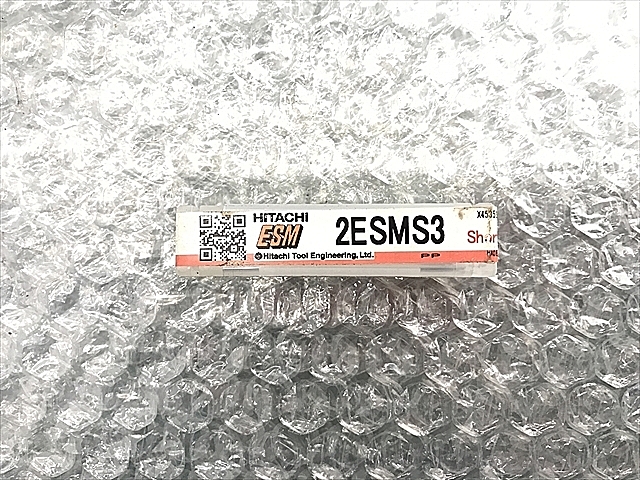 HITACHI
ESM
2ESMS3
Hitachi Tool Engineering, Ltd.
PP